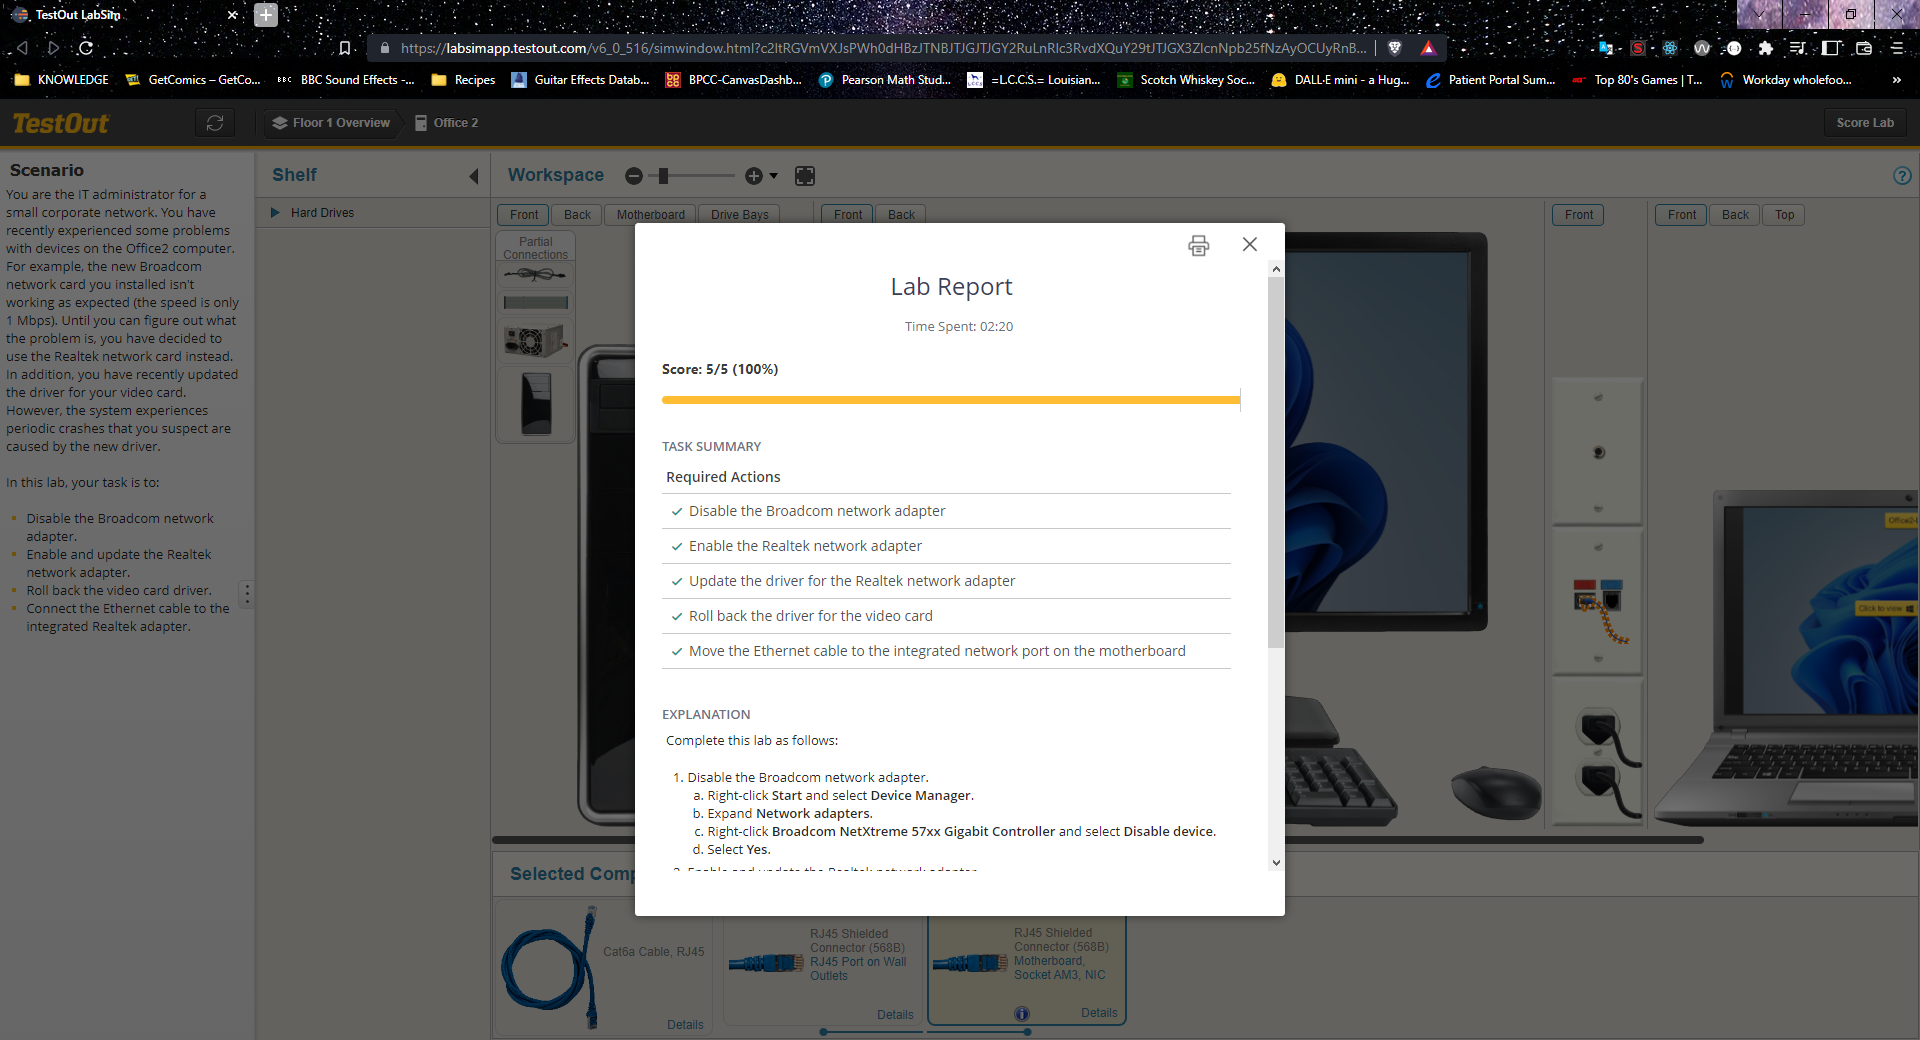 TestOut LabSim
https://labsimapp.testout.com/v6_0_516/simwindow.html?c2ltRGVmVXJsPWh0dHBzJTNBJTJGJTJGY2RuLnRlc3RvdXQuY29tJTJGX3ZlcnNpb25fNzAyOCUyRnB...
KNOWLEDGE
GetComics – GetCo...
BBC BBC Sound Effects -...
Recipes
Guitar Effects Datab...
BPCC-CanvasDashb...
Pearson Math Stud...
=L.C.C.S.= Louisian...
Scotch Whiskey Soc...
DALL·E mini - a Hug...
Patient Portal Sum...
Top 80's Games | T...
Workday wholefoo...
»
TestOut
Floor 1 Overview
Office 2
Score Lab
Scenario
You are the IT administrator for a
small corporate network. You have
recently experienced some problems
with devices on the Office2 computer.
For example, the new Broadcom
network card you installed isn't
working as expected (the speed is only
1 Mbps). Until you can figure out what
the problem is, you have decided to
use the Realtek network card instead.
In addition, you have recently updated
the driver for your video card.
However, the system experiences
periodic crashes that you suspect are
caused by the new driver.
In this lab, your task is to:
Disable the Broadcom network
adapter.
Enable and update the Realtek
network adapter.
Roll back the video card driver.
Connect the Ethernet cable to the
integrated Realtek adapter.
Shelf
Hard Drives
Workspace
Front
Back
Motherboard
Drive Bays
Front
Back
Front
Front
Back
Top
Partial
Connections
Click to view
Lab Report
Time Spent: 02:20
Score: 5/5 (100%)
TASK SUMMARY
Required Actions
Disable the Broadcom network adapter
Enable the Realtek network adapter
Update the driver for the Realtek network adapter
Roll back the driver for the video card
Move the Ethernet cable to the integrated network port on the motherboard
EXPLANATION
Complete this lab as follows:
1. Disable the Broadcom network adapter.
a. Right-click Start and select Device Manager.
b. Expand Network adapters.
c. Right-click Broadcom NetXtreme 57xx Gigabit Controller and select Disable device.
d. Select Yes.
2. Enable and update the Realtek network adapter.
Selected Comp
Cat6a Cable, RJ45
Details
RJ45 Shielded
Connector (568B)
RJ45 Port on Wall
Outlets
Details
RJ45 Shielded
Connector (568B)
Motherboard,
Socket AM3, NIC
Details